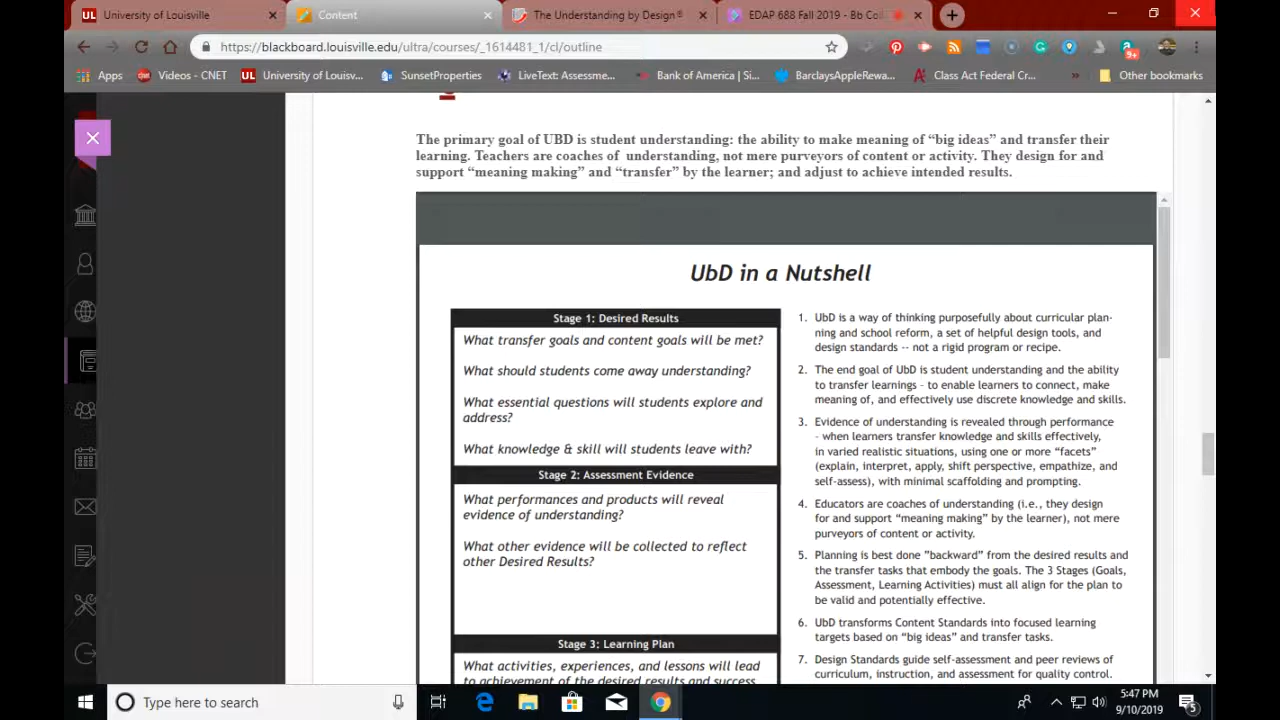 University of Louisville
Content
The Understanding by Design®
EDAP 688 Fall 2019 - Bb Coll
https://blackboard.louisville.edu/ultra/courses/_1614481_1/cl/outline
9+
Apps
Videos - CNET
UL University of Louisv...
SunsetProperties
LiveText: Assessme...
Bank of America | Si...
BarclaysAppleRewa...
Class Act Federal Cr...
»
Other bookmarks
The primary goal of UBD is student understanding: the ability to make meaning of “big ideas” and transfer their
learning. Teachers are coaches of understanding, not mere purveyors of content or activity. They design for and
support “meaning making” and “transfer” by the learner; and adjust to achieve intended results.
UbD in a Nutshell
Stage 1: Desired Results
What transfer goals and content goals will be met?
What should students come away understanding?
What essential questions will students explore and
address?
What knowledge & skill will students leave with?
Stage 2: Assessment Evidence
What performances and products will reveal
evidence of understanding?
What other evidence will be collected to reflect
other Desired Results?
Stage 3: Learning Plan
What activities, experiences, and lessons will lead
to achievement of the desired results and success
1. UbD is a way of thinking purposefully about curricular plan-
ning and school reform, a set of helpful design tools, and
design standards -- not a rigid program or recipe.
2. The end goal of UbD is student understanding and the ability
to transfer learnings – to enable learners to connect, make
meaning of, and effectively use discrete knowledge and skills.
3. Evidence of understanding is revealed through performance
– when learners transfer knowledge and skills effectively,
in varied realistic situations, using one or more “facets”
(explain, interpret, apply, shift perspective, empathize, and
self-assess), with minimal scaffolding and prompting.
4. Educators are coaches of understanding (i.e., they design
for and support “meaning making” by the learner), not mere
purveyors of content or activity.
5. Planning is best done "backward” from the desired results and
the transfer tasks that embody the goals. The 3 Stages (Goals,
Assessment, Learning Activities) must all align for the plan to
be valid and potentially effective.
6. UbD transforms Content Standards into focused learning
targets based on “big ideas” and transfer tasks.
7. Design Standards guide self-assessment and peer reviews of
curriculum, instruction, and assessment for quality control.
Type here to search
5:47 PM
9/10/2019
5